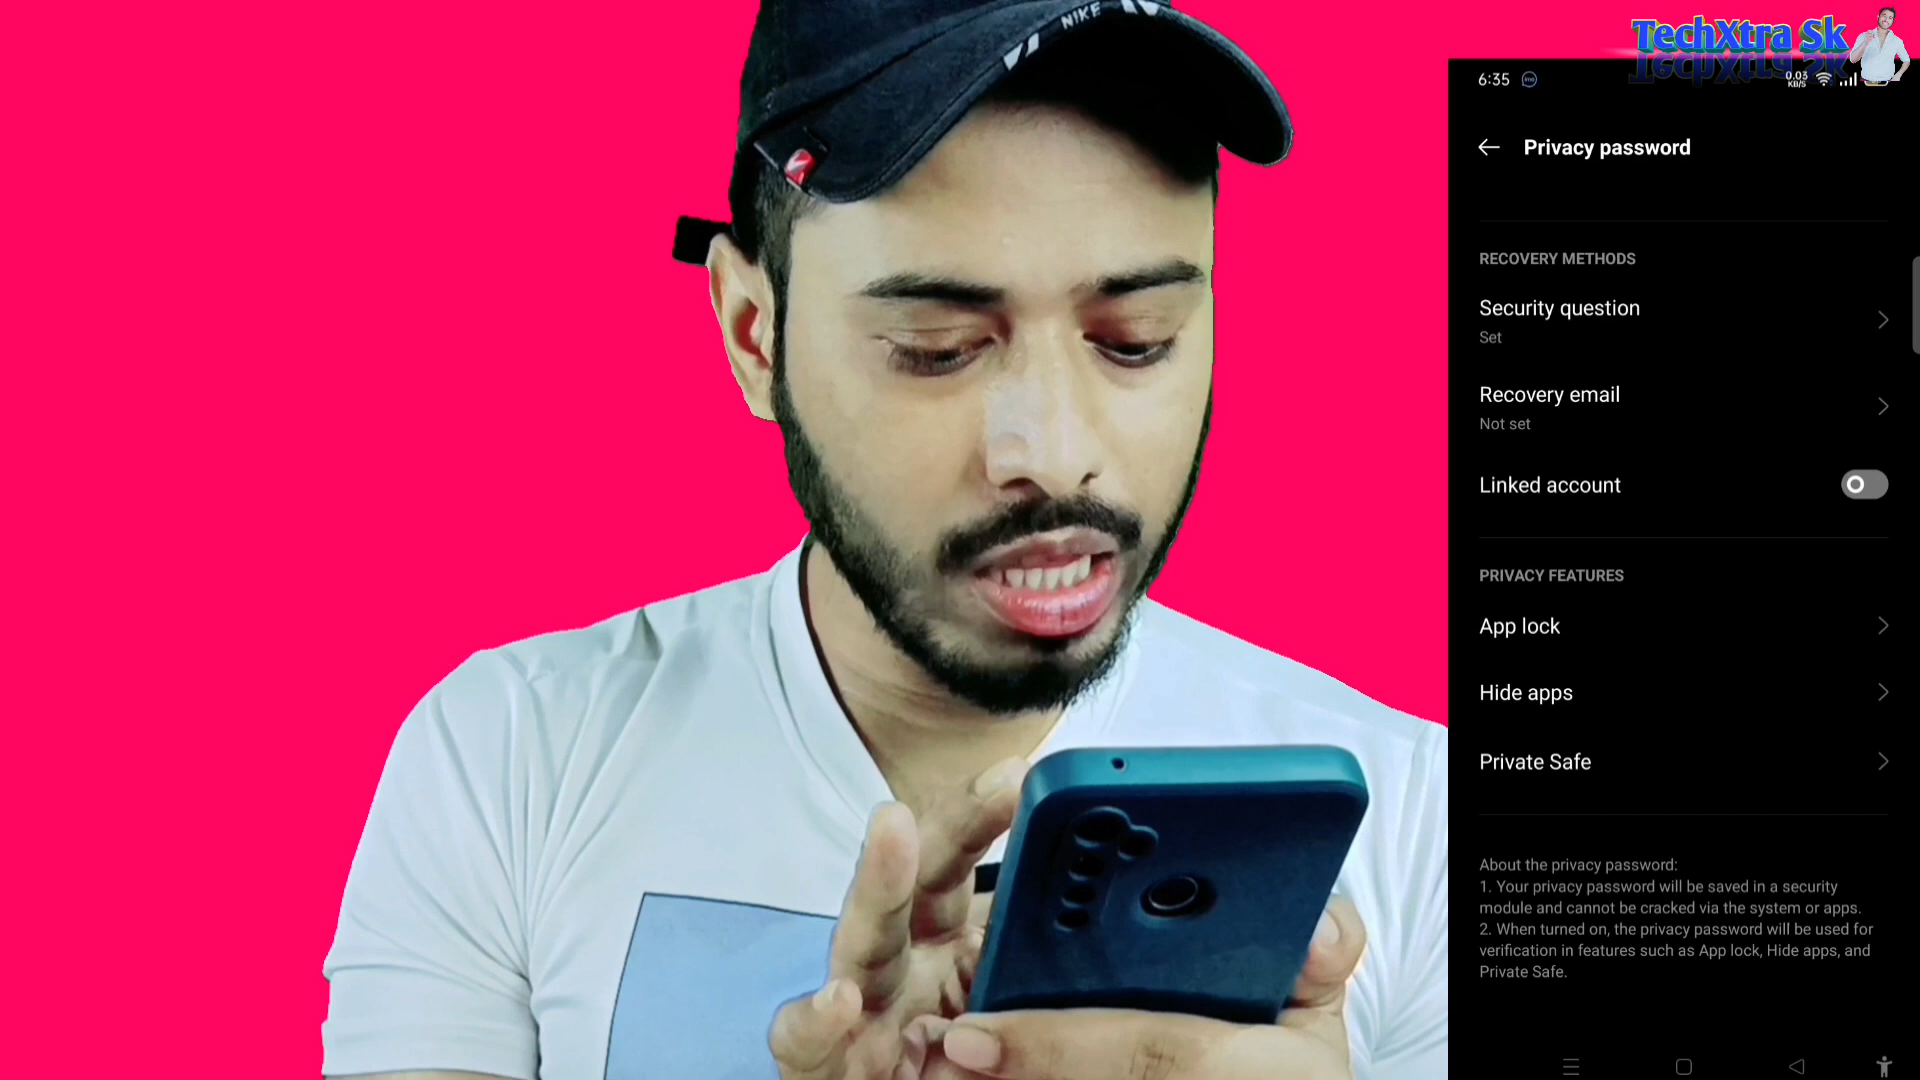 NIKE
TechXtra Sk
6:35
0.03
KB/S
Privacy password
RECOVERY METHODS
Security question
Set
Recovery email
Not set
Linked account
PRIVACY FEATURES
App lock
Hide apps
Private Safe
About the privacy password:
1. Your privacy password will be saved in a security
module and cannot be cracked via the system or apps.
2. When turned on, the privacy password will be used for
verification in features such as App lock, Hide apps, and
Private Safe.